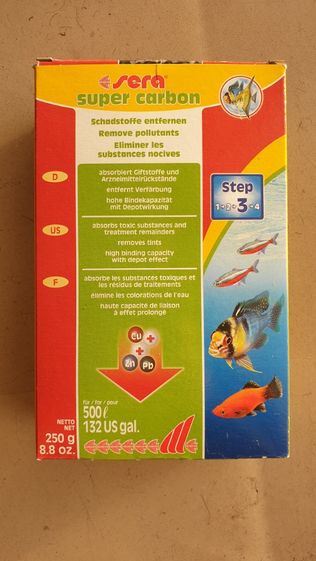 sera®
super carbon
Schadstoffe entfernen
Remove pollutants
Eliminer les
substances nocives
D
absorbiert Giftstoffe und
Arzneimittelrückstände
entfernt Verfärbung
hohe Bindekapazität
mit Depotwirkung
Step
1-2-3-4
US
absorbs toxic substances and
treatment remainders
removes tints
high binding capacity
with depot effect
F
absorbe les substances toxiques et
les résidus de traitements
élimine les colorations de l'eau
haute capacité de liaison
à effet prolongé
Cu
+
+
Zn
Pb
für / for / pour
500 ℓ
132 US gal.
NETTO
NET
250 g
8.8 oz.